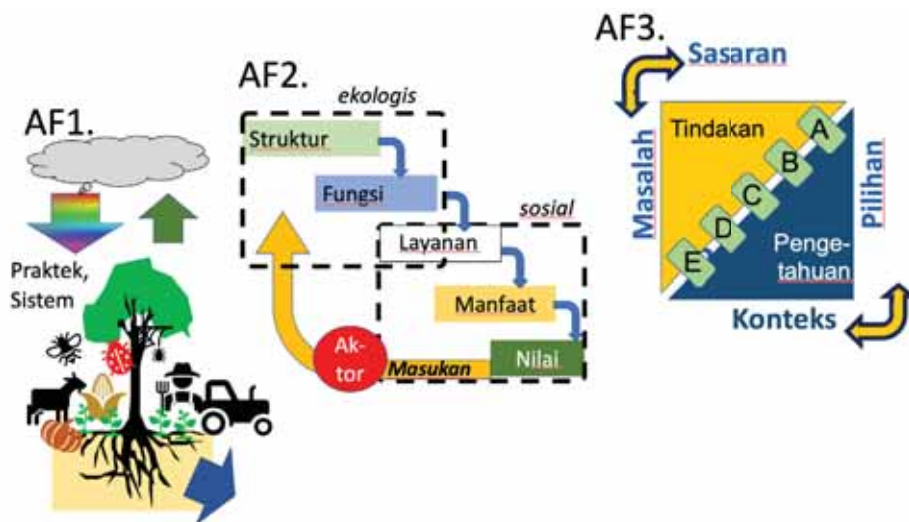 AF1.
Praktek,
Sistem
AF2.
ekologis
Struktur
Fungsi
sosial
Layanan
Manfaat
Nilai
Masukan
Ak-
tor
AF3.
Sasaran
Masalah
Tindakan
A
B
C
D
E
Penge-
tahuan
Pilihan
Konteks